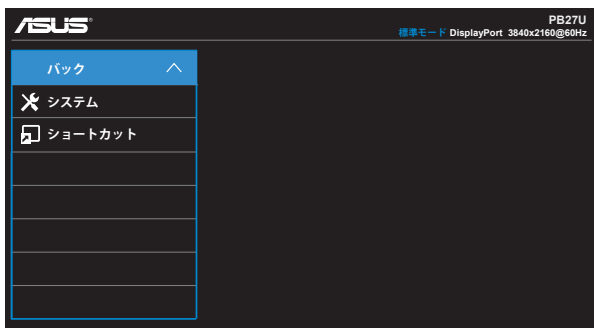 ASUS
PB27U
標準モード DisplayPort 3840x2160@60Hz
バック
システム
ショートカット